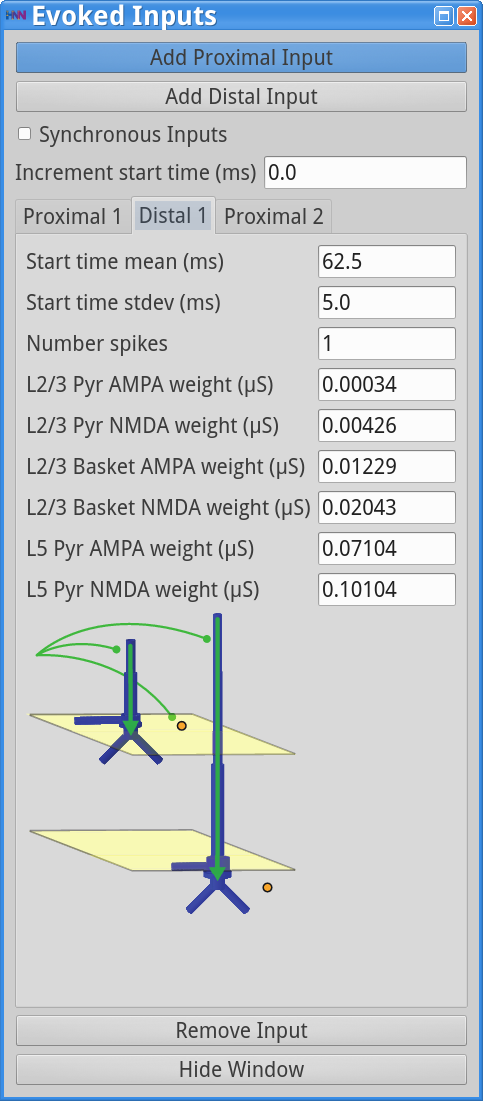 HNN Evoked Inputs
Add Proximal Input
Add Distal Input
Synchronous Inputs
Increment start time (ms) 0.0
Proximal 1 Distal 1 Proximal 2
Start time mean (ms) 62.5
Start time stdev (ms) 5.0
Number spikes 1
L2/3 Pyr AMPA weight (µS) 0.00034
L2/3 Pyr NMDA weight (µS) 0.00426
L2/3 Basket AMPA weight (µS) 0.01229
L2/3 Basket NMDA weight (µS) 0.02043
L5 Pyr AMPA weight (µS) 0.07104
L5 Pyr NMDA weight (µS) 0.10104
Remove Input
Hide Window